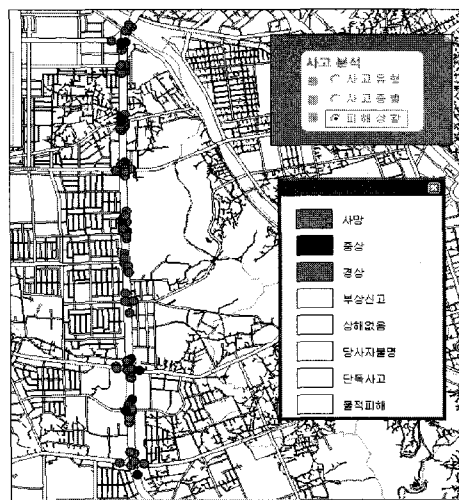 사고 분석
사고유형
사고종별
피해상황
사망
중상
경상
부상신고
상해없음
당사자불명
단독사고
물적피해